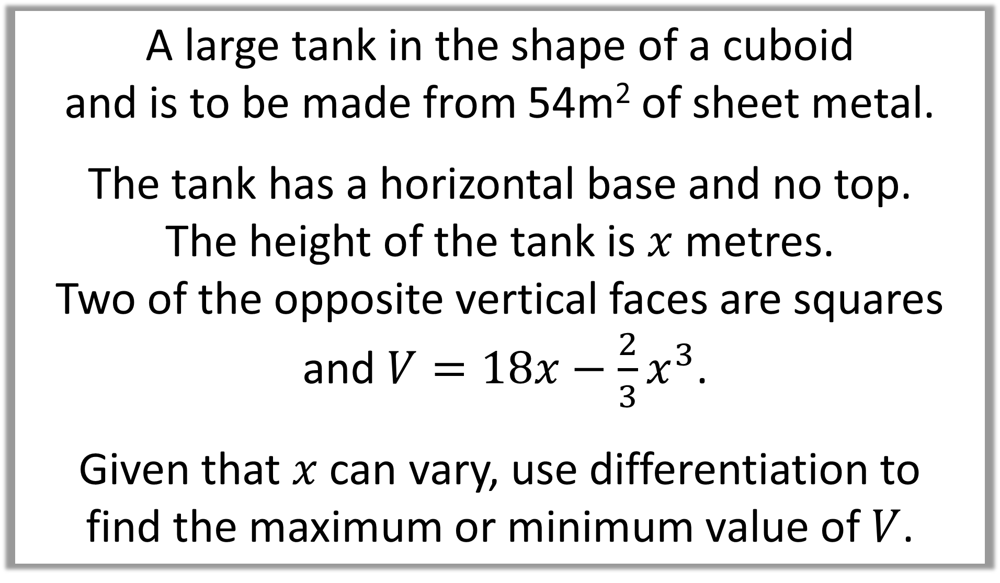 A large tank in the shape of a cuboid
and is to be made from 54m² of sheet metal.
The tank has a horizontal base and no top.
The height of the tank is 𝑥 metres.
Two of the opposite vertical faces are squares
and 𝑉 = 18𝑥 − 2/3 𝑥³.
Given that 𝑥 can vary, use differentiation to
find the maximum or minimum value of 𝑉.